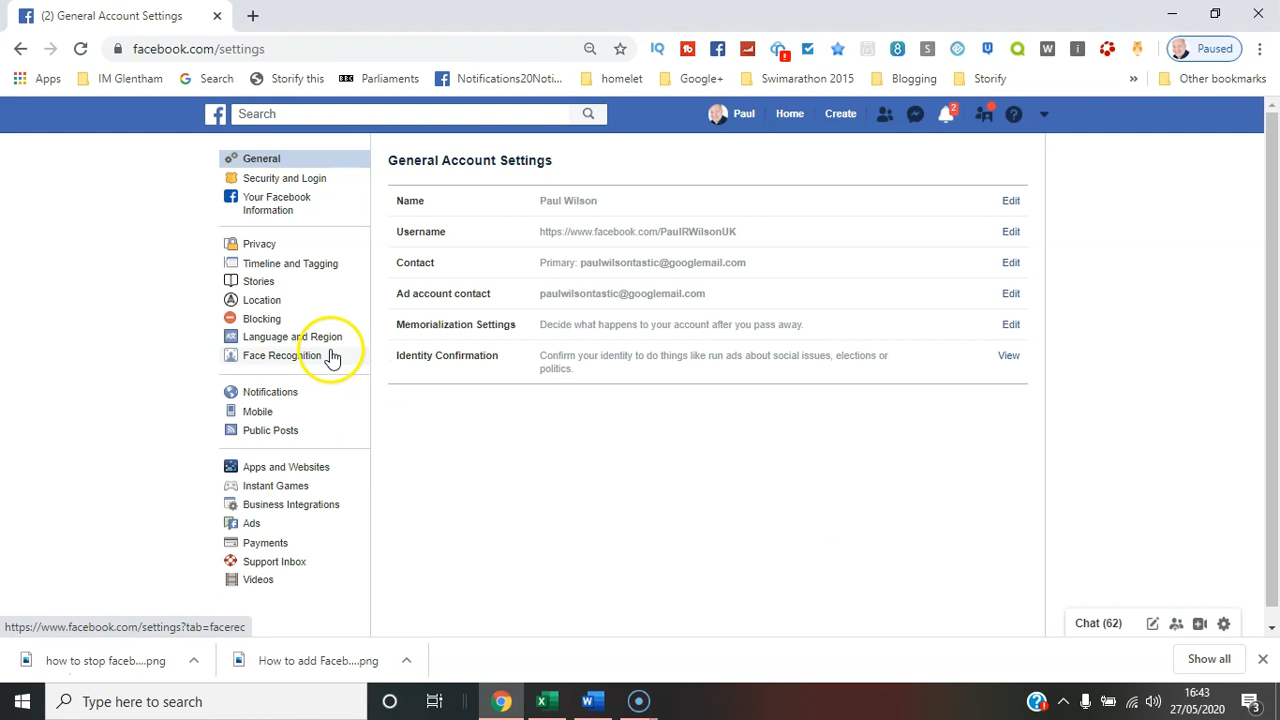 (2) General Account Settings
facebook.com/settings
Paused
Apps
IM Glentham
Search
Storify this
BBC Parliaments
Notifications20Noti...
homelet
Google+
Swimarathon 2015
Blogging
Storify
»
Other bookmarks
Search
Paul
Home
Create
2
General
Security and Login
Your Facebook
Information
Privacy
Timeline and Tagging
Stories
Location
Blocking
Language and Region
Face Recognition
Notifications
Mobile
Public Posts
Apps and Websites
Instant Games
Business Integrations
Ads
Payments
Support Inbox
Videos
General Account Settings
Name Paul Wilson Edit
Username https://www.facebook.com/PaulRWilsonUK Edit
Contact Primary: paulwilsontastic@googlemail.com Edit
Ad account contact paulwilsontastic@googlemail.com Edit
Memorialization Settings Decide what happens to your account after you pass away. Edit
Identity Confirmation Confirm your identity to do things like run ads about social issues, elections or View
politics.
https://www.facebook.com/settings?tab=facerec
Chat (62)
how to stop faceb....png
How to add Faceb....png
Show all
Type here to search
16:43
27/05/2020
3